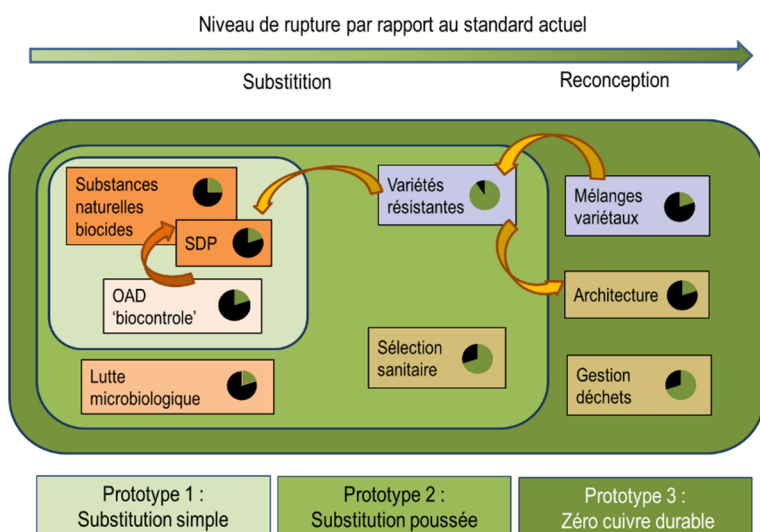 Niveau de rupture par rapport au standard actuel
Substitition
Reconception
Substances
naturelles
biocides
SDP
OAD
‘biocontrole’
Lutte
microbiologique
Variétés
résistantes
Sélection
sanitaire
Mélanges
variétaux
Architecture
Gestion
déchets
Prototype 1 :
Substitution simple
Prototype 2 :
Substitution poussée
Prototype 3 :
Zéro cuivre durable